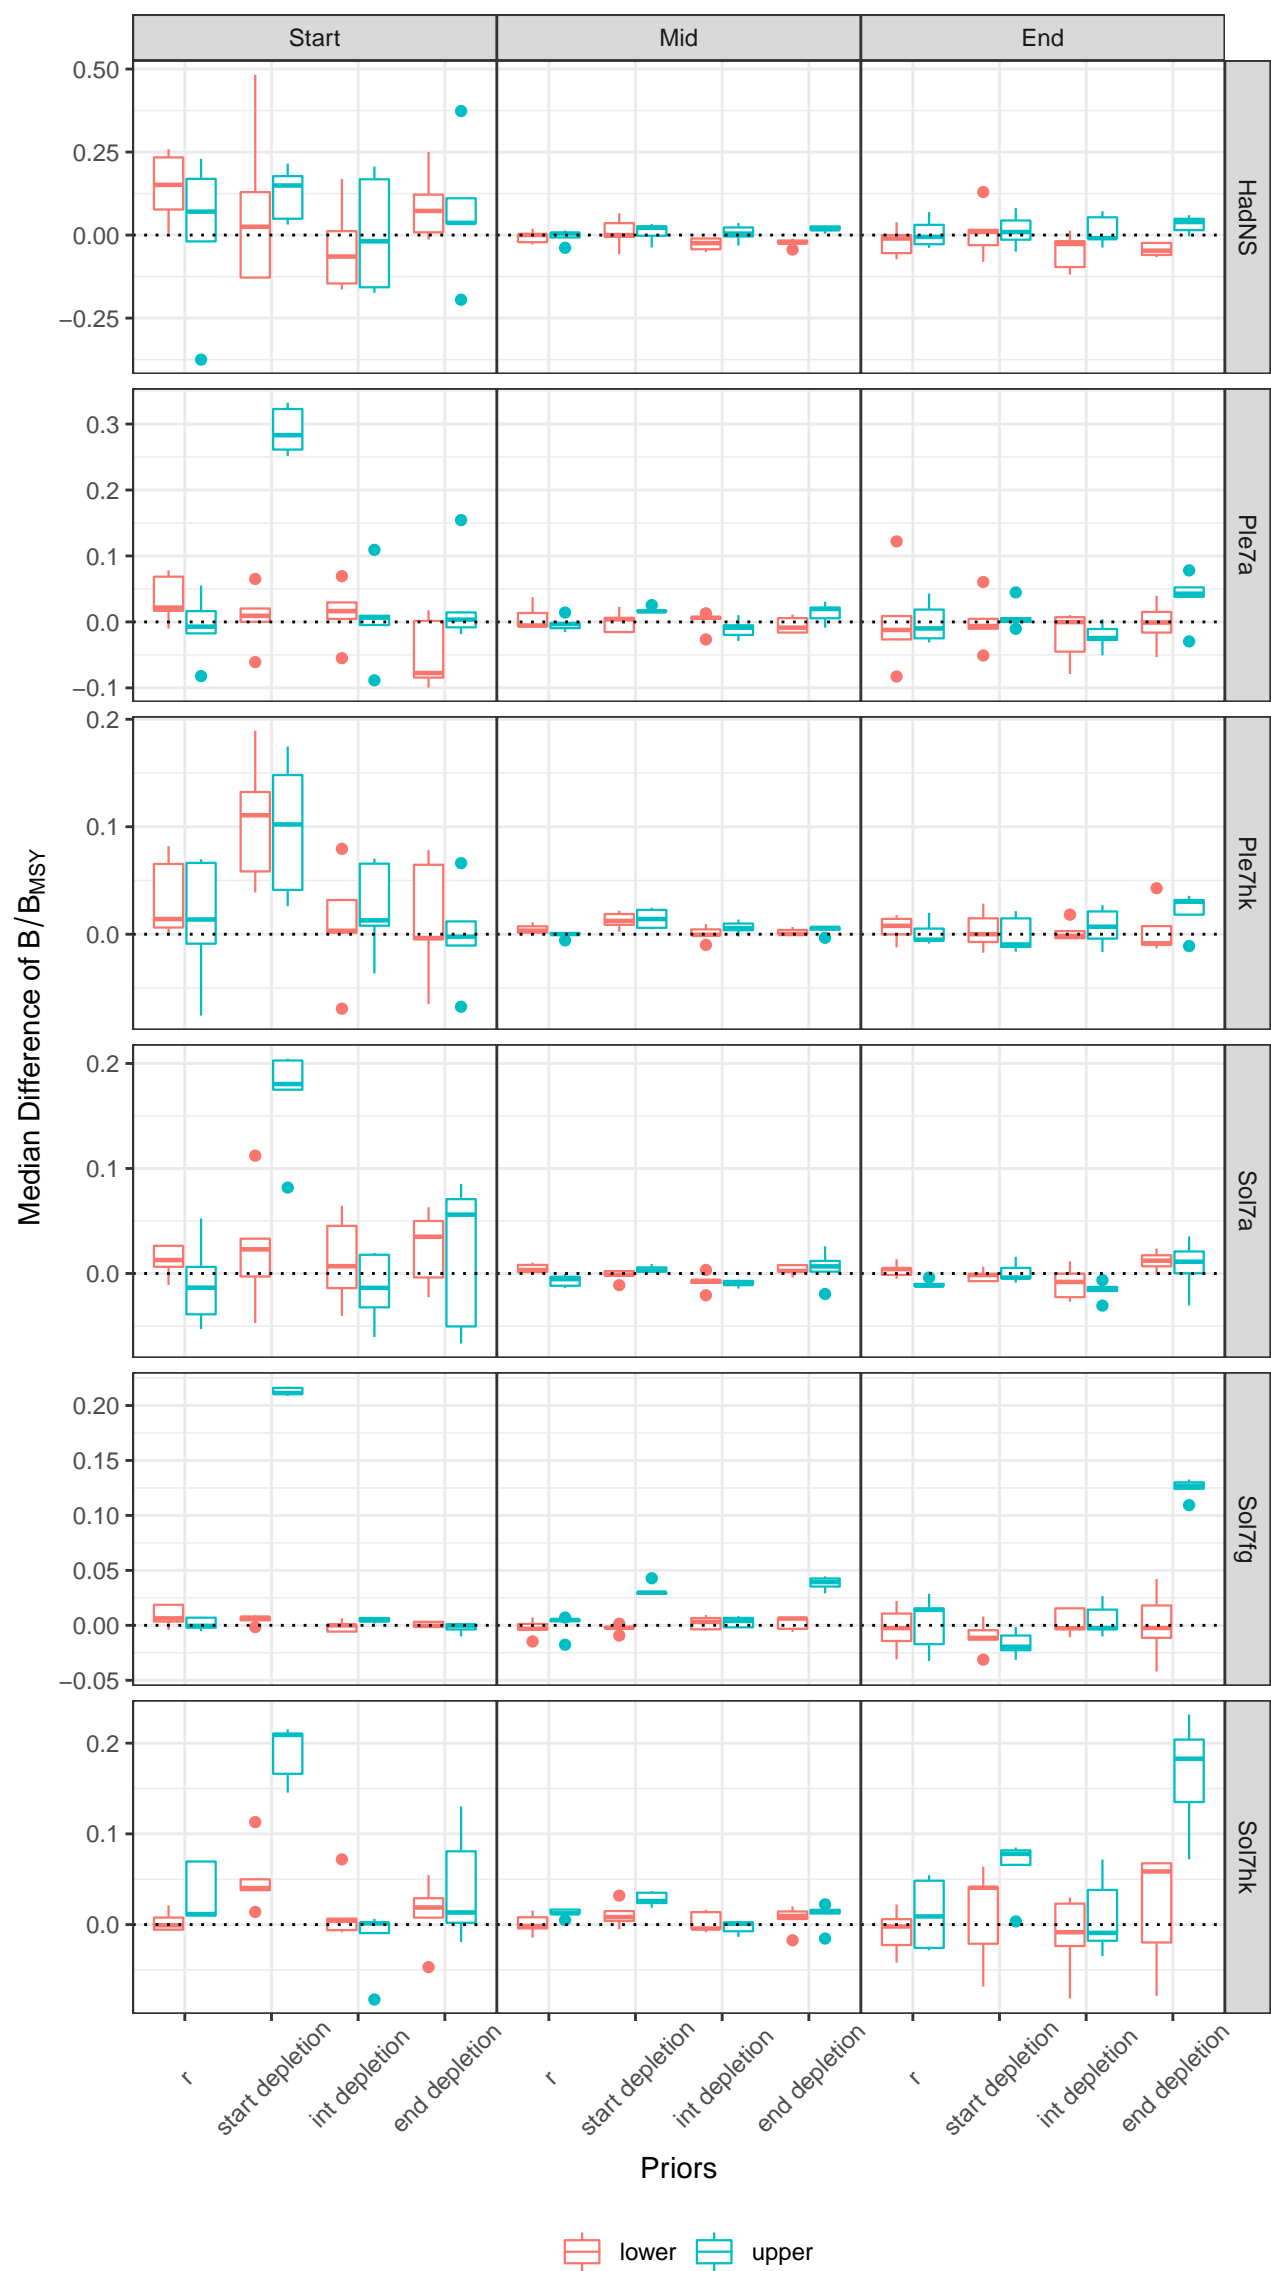 Start Mid End
0.50
0.25
0.00
−0.25
HadNS
0.3
0.2
0.1
0.0
−0.1
Ple7a
0.2
0.1
0.0
Ple7hk
0.2
0.1
0.0
Sol7a
0.20
0.15
0.10
0.05
0.00
−0.05
Sol7fg
0.2
0.1
0.0
Sol7hk
Median Difference of B/BMSY
r start depletion int depletion end depletion r start depletion int depletion end depletion r start depletion int depletion end depletion
Priors
lower upper